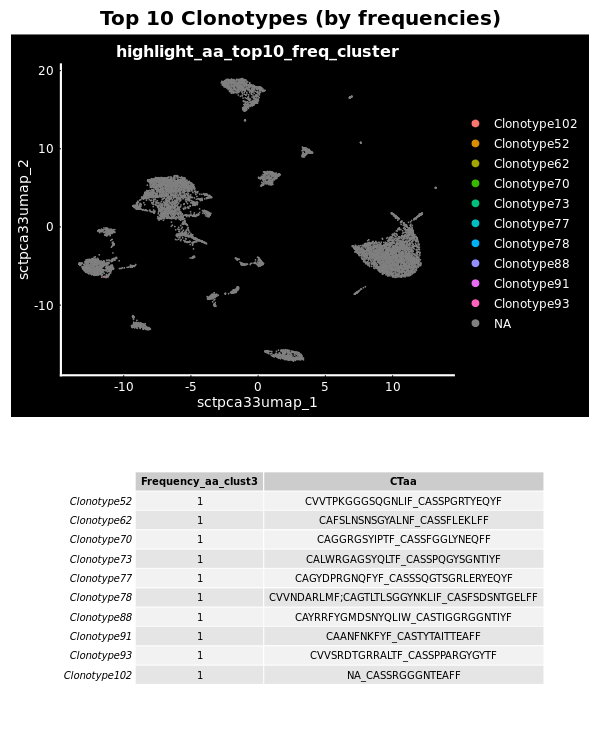 Top 10 Clonotypes (by frequencies)
highlight_aa_top10_freq_cluster
20
10
0
-10
sctpca33umap_2
-10
-5
0
5
10
sctpca33umap_1
Clonotype102
Clonotype52
Clonotype62
Clonotype70
Clonotype73
Clonotype77
Clonotype78
Clonotype88
Clonotype91
Clonotype93
NA
Frequency_aa_clust3 CTaa
Clonotype52 1 CVVTPKGGGSQGNLIF_CASSPGRTYEQYF
Clonotype62 1 CAFSLNSNSGYALNF_CASSFLEKLFF
Clonotype70 1 CAGGRGSYIPTF_CASSFGGLYNEQFF
Clonotype73 1 CALWRGAGSYQLTF_CASSPQGYSGNTIYF
Clonotype77 1 CAGYDPRGNQFYF_CASSSQGTSGRLERYEQYF
Clonotype78 1 CVVNDARLMF;CAGTLTLSGGYNKLIF_CASFSDSNTGELFF
Clonotype88 1 CAYRRFYGMDSNYQLIW_CASTIGGRGGNTIYF
Clonotype91 1 CAANFNKFYF_CASTYTAITTEAFF
Clonotype93 1 CVVSRDTGRRALTF_CASSPPARGYGYTF
Clonotype102 1 NA_CASSRGGGNTEAFF